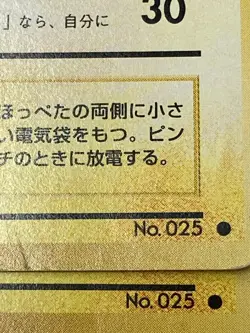 」なら、自分に
30
ほっぺたの両側に小さ
い電気袋をもつ。ピン
チのときに放電する。
No. 025 ●
No. 025 ●